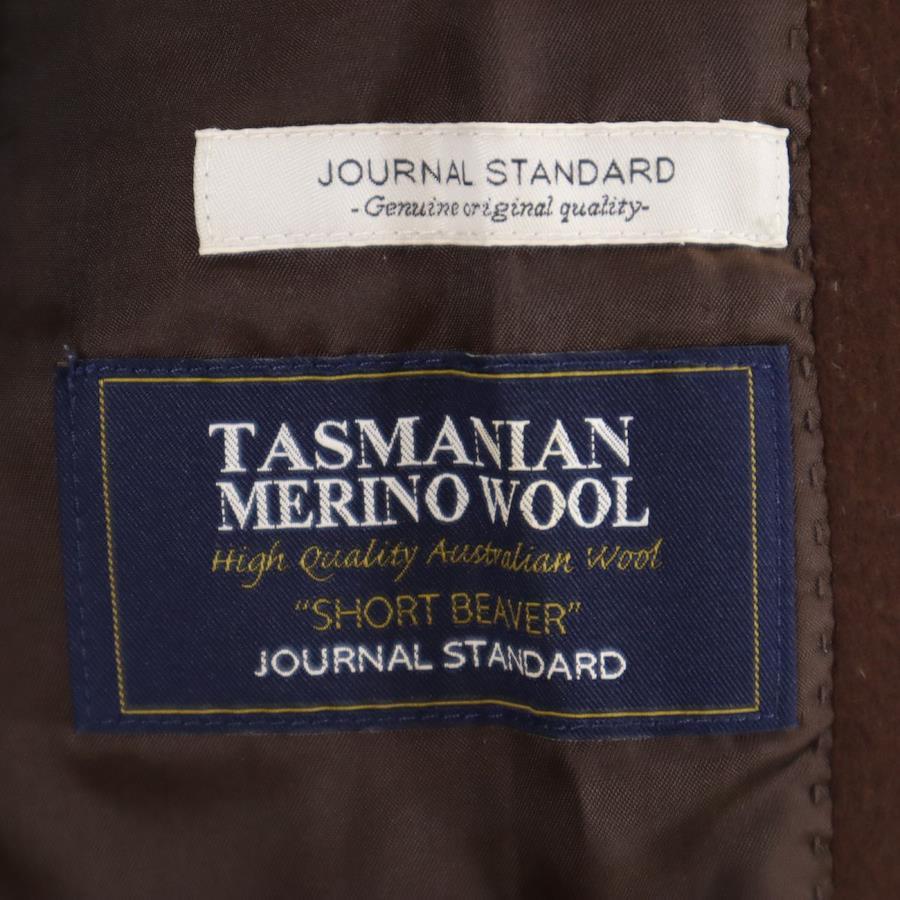 JOURNAL STANDARD
-Genuine original quality-
TASMANIAN
MERINO WOOL
High Quality Australian Wool
"SHORT BEAVER"
JOURNAL STANDARD